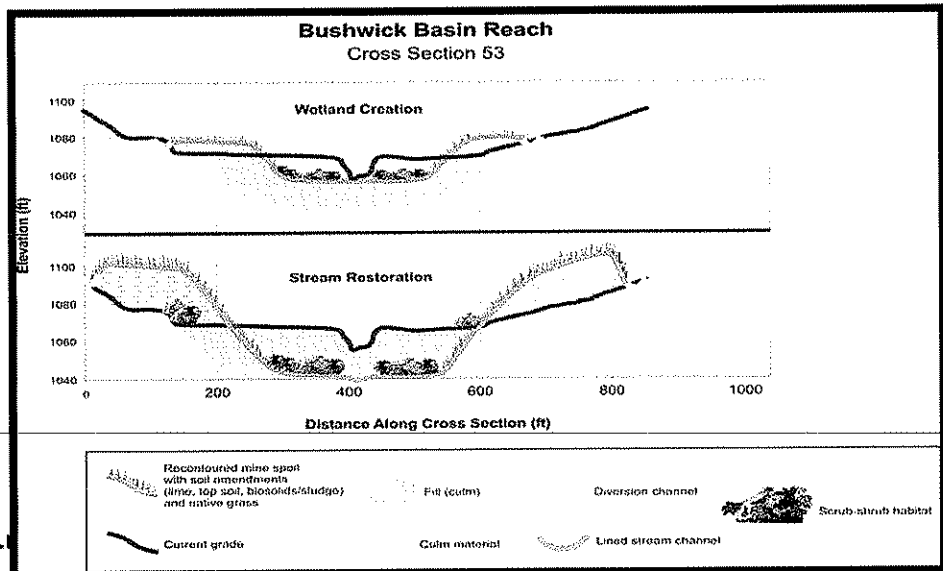 Bushwick Basin Reach
Cross Section 53
Wetland Creation
1100
1080
1060
1040
Elevation (ft)
Stream Restoration
1100
1080
1060
1040
0 200 400 600 800 1000
Distance Along Cross Section (ft)
Recontoured mine spoil
with soil amendments
(lime, top soil, biosolids/sludge)
and native grass
Fill (culm)
Diversion channel
Scrub-shrub habitat
Current grade
Culm material
Lined stream channel